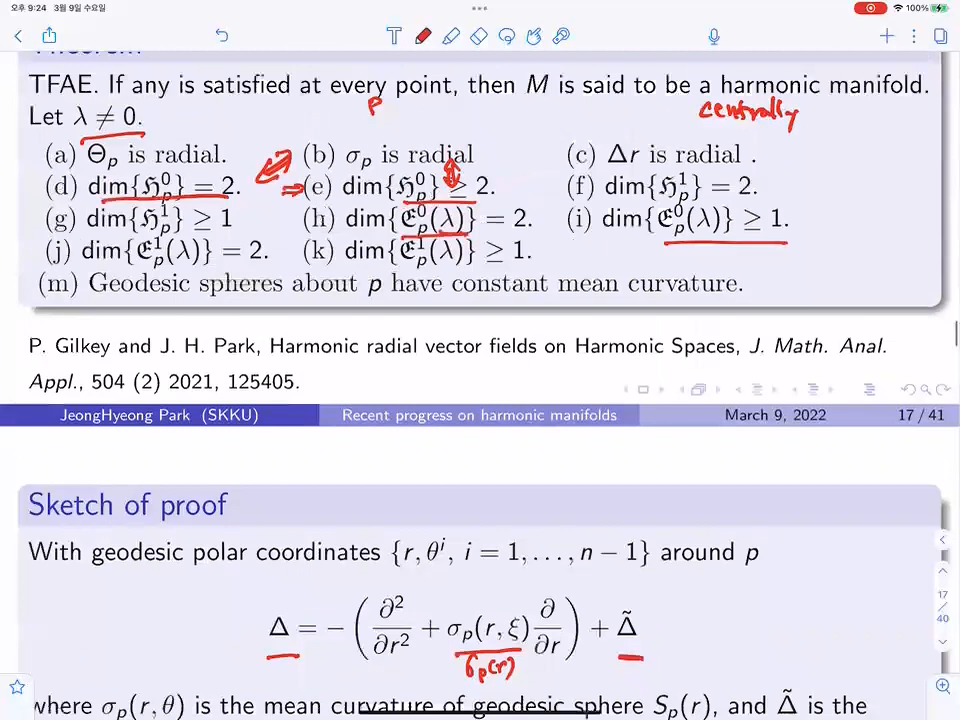 오후 9:24 3월 9일 수요일
100%
TFAE. If any is satisfied at every point, then M is said to be a harmonic manifold.
p
centrally
Let λ ≠ 0.
(a) Θ_p is radial. (b) σ_p is radial (c) Δr is radial .
(d) dim{ℌ_p^0} = 2. (e) dim{ℌ_p^0} ≥ 2. (f) dim{ℌ_p^1} = 2.
(g) dim{ℌ_p^1} ≥ 1 (h) dim{𝔈_p^0(λ)} = 2. (i) dim{𝔈_p^0(λ)} ≥ 1.
(j) dim{𝔈_p^1(λ)} = 2. (k) dim{𝔈_p^1(λ)} ≥ 1.
(m) Geodesic spheres about p have constant mean curvature.
P. Gilkey and J. H. Park, Harmonic radial vector fields on Harmonic Spaces, J. Math. Anal.
Appl., 504 (2) 2021, 125405.
JeongHyeong Park (SKKU) Recent progress on harmonic manifolds March 9, 2022 17 / 41
Sketch of proof
With geodesic polar coordinates {r, θ^i, i = 1, . . . , n − 1} around p
Δ = − (∂²/∂r² + σ_p(r, ξ) ∂/∂r) + Δ̃
σ_p(r)
17
/
40
where σ_p(r, θ) is the mean curvature of geodesic sphere S_p(r), and Δ̃ is the